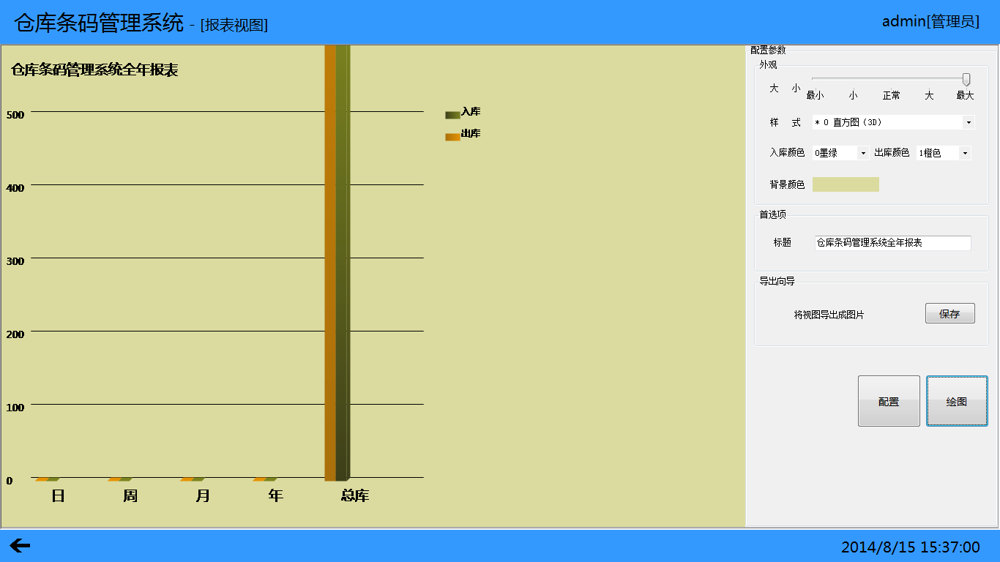 仓库条码管理系统 - [报表视图]
admin[管理员]
仓库条码管理系统全年报表
500
400
300
200
100
0
日 周 月 年 总库
入库
出库
配置参数
外观
大 小
最小 小 正常 大 最大
样 式 * 0 直方图（3D）
入库颜色 0墨绿 出库颜色 1橙色
背景颜色
首选项
标题 仓库条码管理系统全年报表
导出向导
将视图导出成图片 保存
配置 绘图
2014/8/15 15:37:00